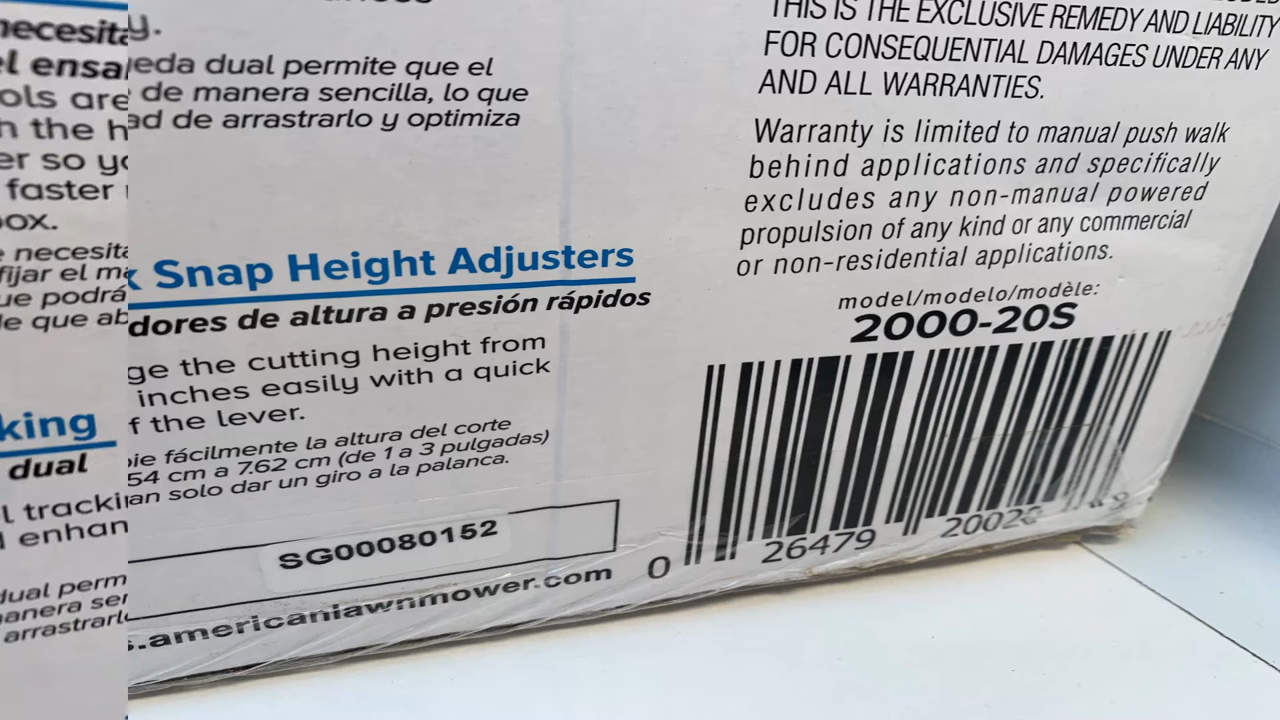 necesita
el ensa
ols are
n the h
er so yo
faster
ox.
necesita
fijar el ma
ue podrá
le que ab
king
dual
l tracki
enhan
dual perm
anera ser
arrastrarlo
y.
eda dual permite que el
de manera sencilla, lo que
ad de arrastrarlo y optimiza
k Snap Height Adjusters
dores de altura a presión rápidos
ge the cutting height from
inches easily with a quick
f the lever.
bie fácilmente la altura del corte
54 cm a 7.62 cm (de 1 a 3 pulgadas)
an solo dar un giro a la palanca.
SG00080152
s.americanlawnmower.com
THIS IS THE EXCLUSIVE REMEDY AND LIABILITY
FOR CONSEQUENTIAL DAMAGES UNDER ANY
AND ALL WARRANTIES.
Warranty is limited to manual push walk
behind applications and specifically
excludes any non-manual powered
propulsion of any kind or any commercial
or non-residential applications.
model/modelo/modèle:
2000-20S
0 26479 2002